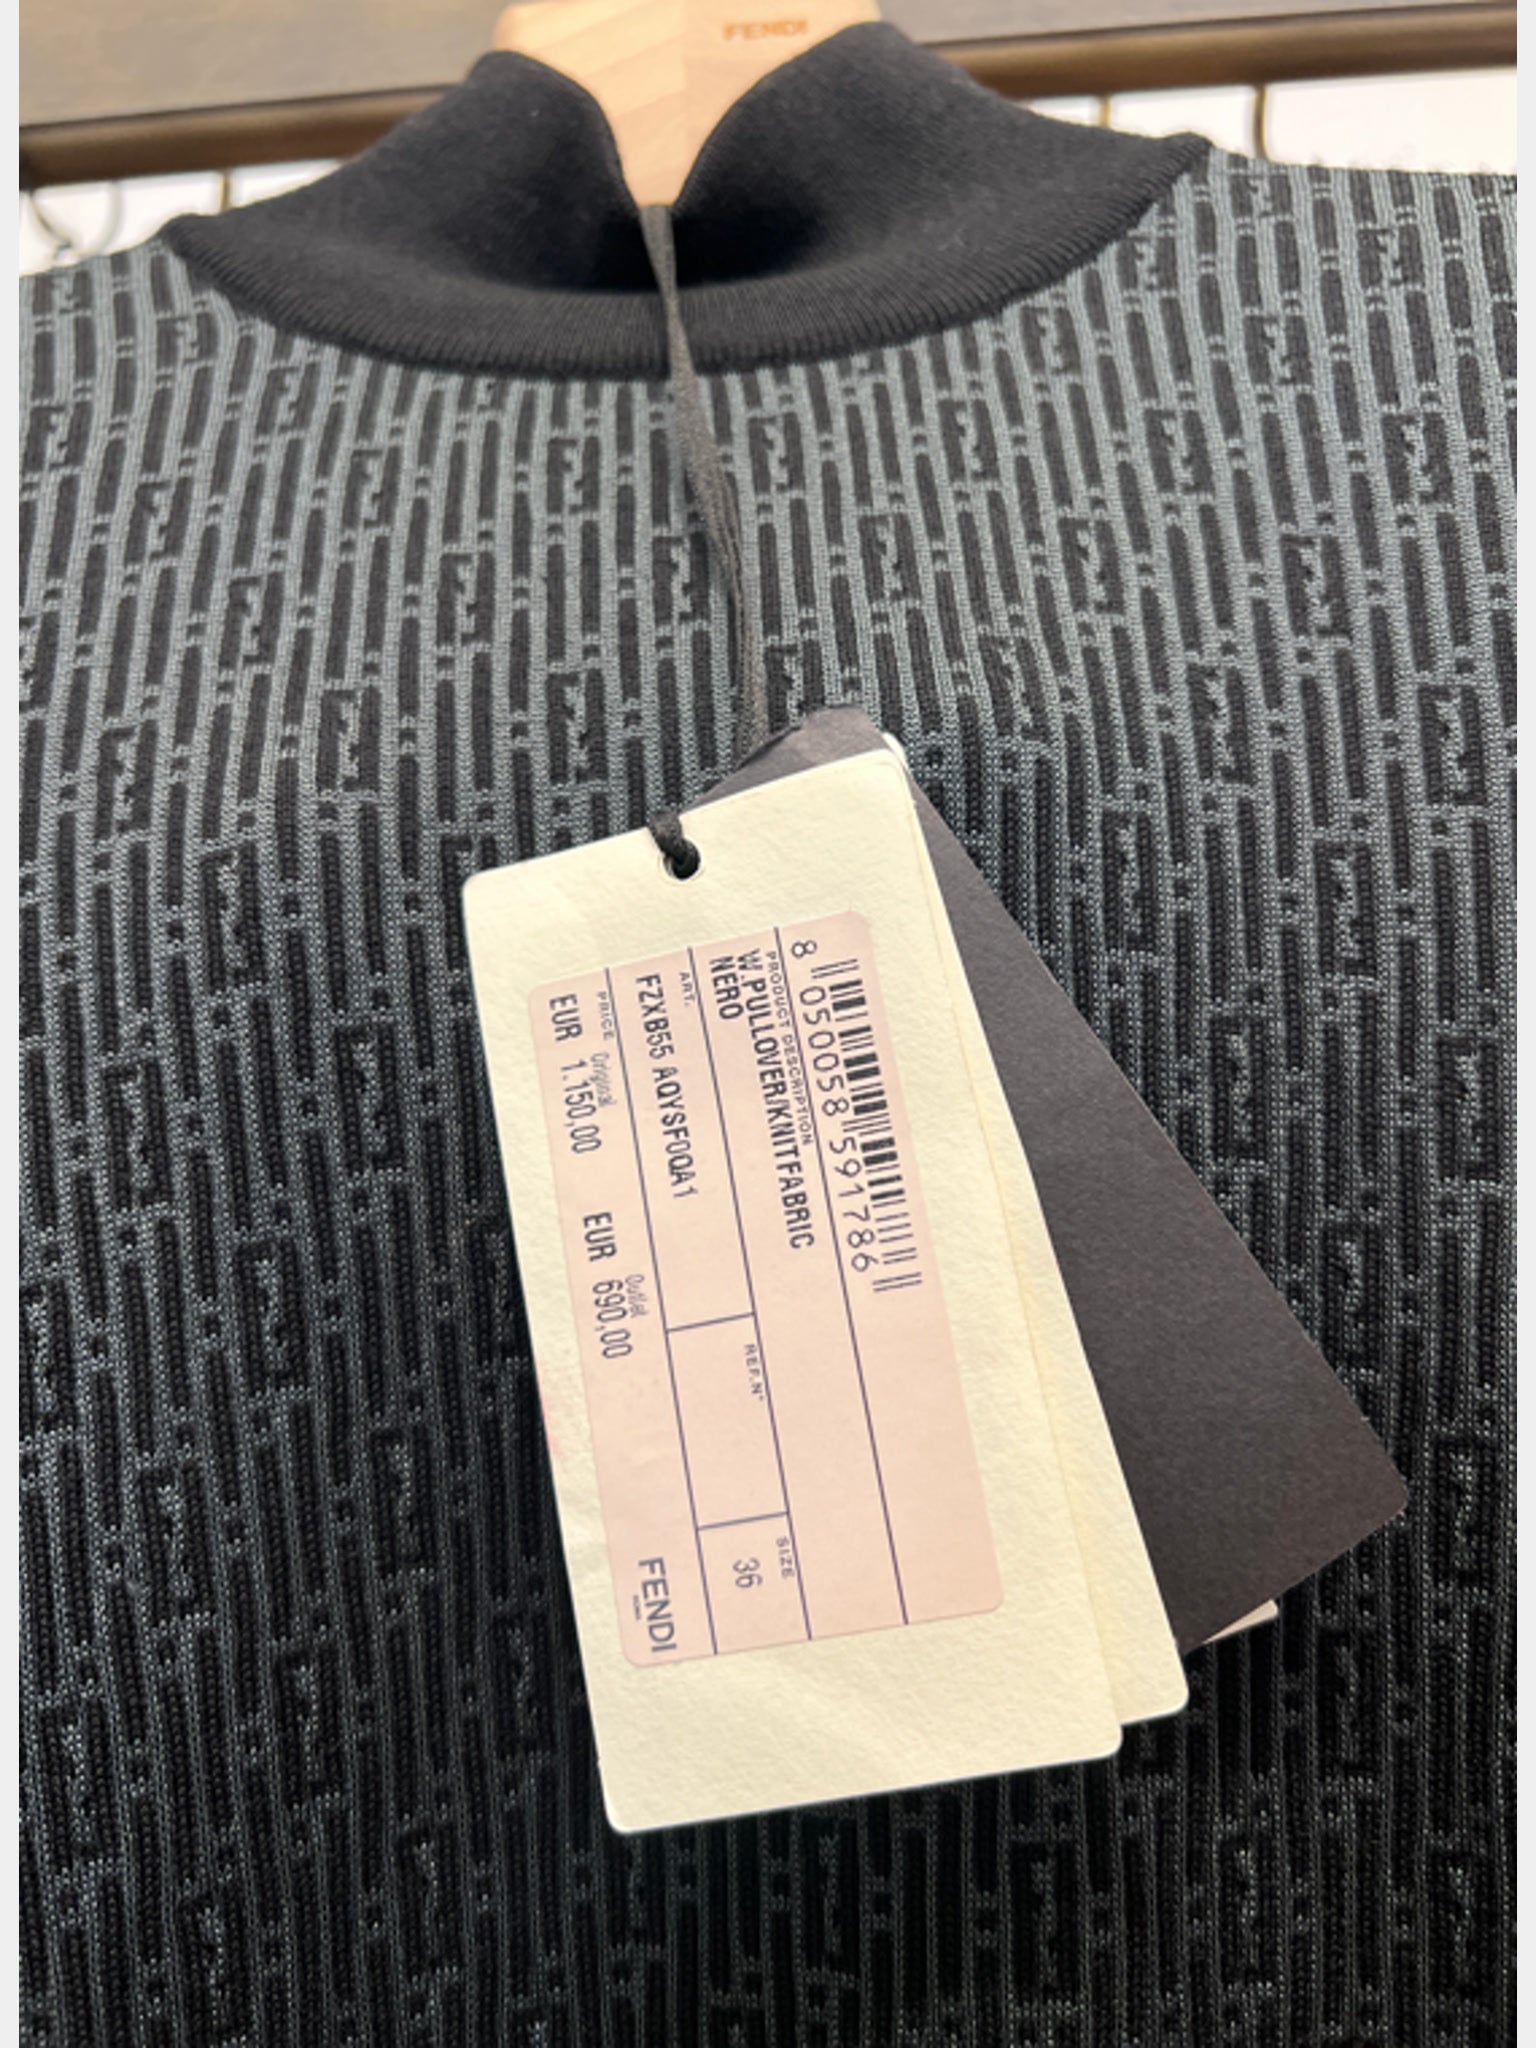 FENDI
8 050058 591786
PRODUCT DESCRIPTION
W.PULLOVER/KNITFABRIC
NERO
ART.
FZXB55 AQYSF0QA1
REF.N°
SIZE
36
PRICE
Original
EUR 1.150,00
Outlet
EUR 690,00
FENDI